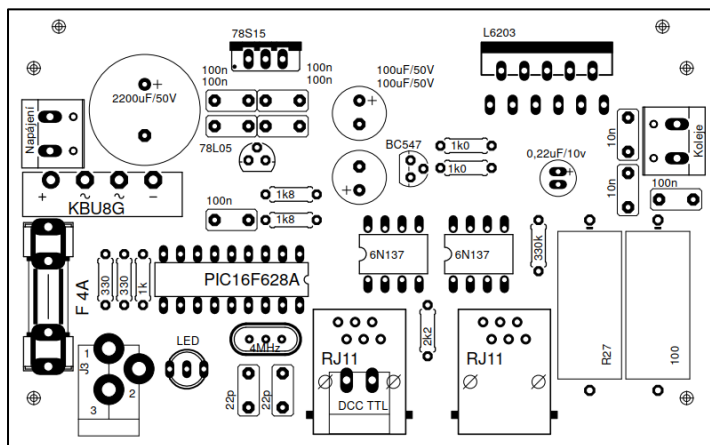 78S15
L6203
100n
100n
100n
100n
100uF/50V
100uF/50V
2200uF/50V
+
Napájení
78L05
+
BC547
1k0
1k0
0,22uF/10v
10n
10n
Koleje
100n
+ ~ ~ -
KBU8G
100n
1k8
1k8
+
6N137
6N137
330k
F 4A
330
330
1k
PIC16F628A
R27
100
LED
4MHz
RJ11
2k2
RJ11
J3
1
2
3
22p
22p
DCC TTL